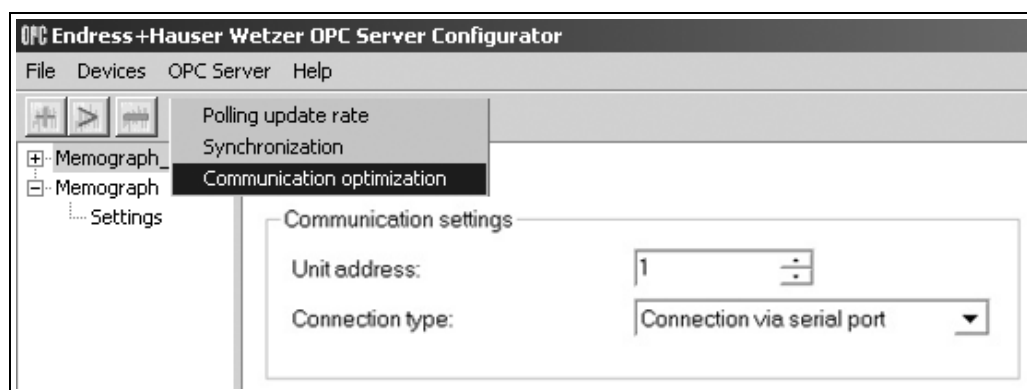 OPC Endress+Hauser Wetzer OPC Server Configurator
File Devices OPC Server Help
Polling update rate
Synchronization
Communication optimization
Memograph_
Memograph
Settings
Communication settings
Unit address: 1
Connection type: Connection via serial port